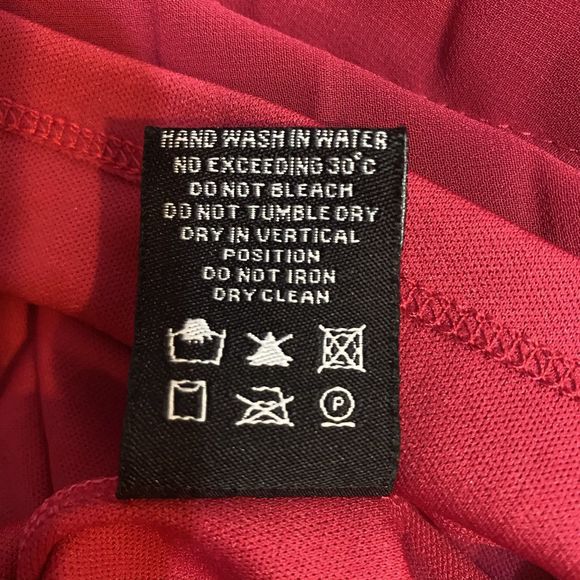 HAND WASH IN WATER
NO EXCEEDING 30°C
DO NOT BLEACH
DO NOT TUMBLE DRY
DRY IN VERTICAL
POSITION
DO NOT IRON
DRY CLEAN
P